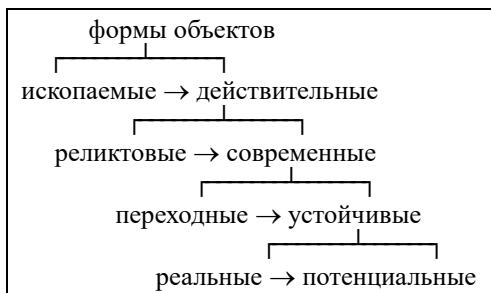 формы объектов
ископаемые → действительные
реликтовые → современные
переходные → устойчивые
реальные → потенциальные